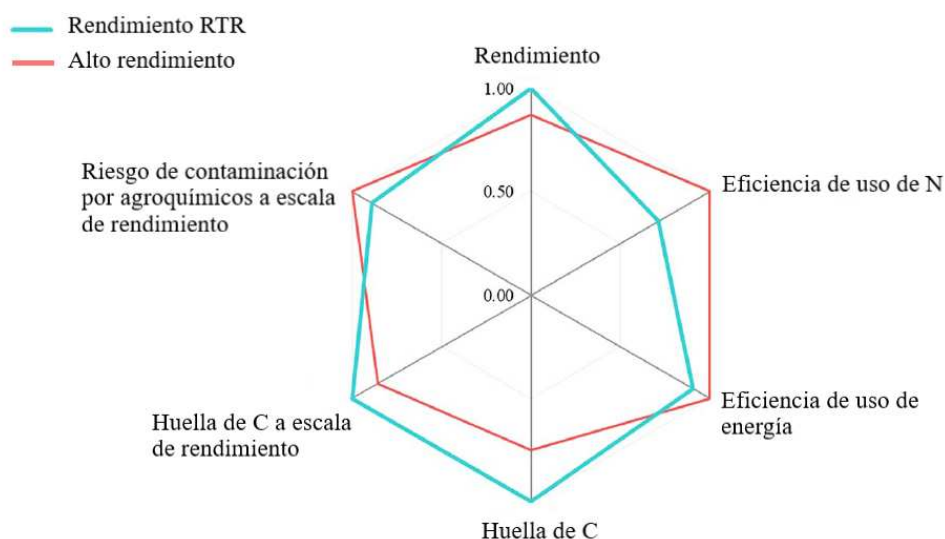 Rendimiento RTR
Alto rendimiento
Rendimiento
1.00
Riesgo de contaminación
por agroquímicos a escala
de rendimiento
Eficiencia de uso de N
0.50
0.00
Huella de C a escala
de rendimiento
Eficiencia de uso de
energía
Huella de C